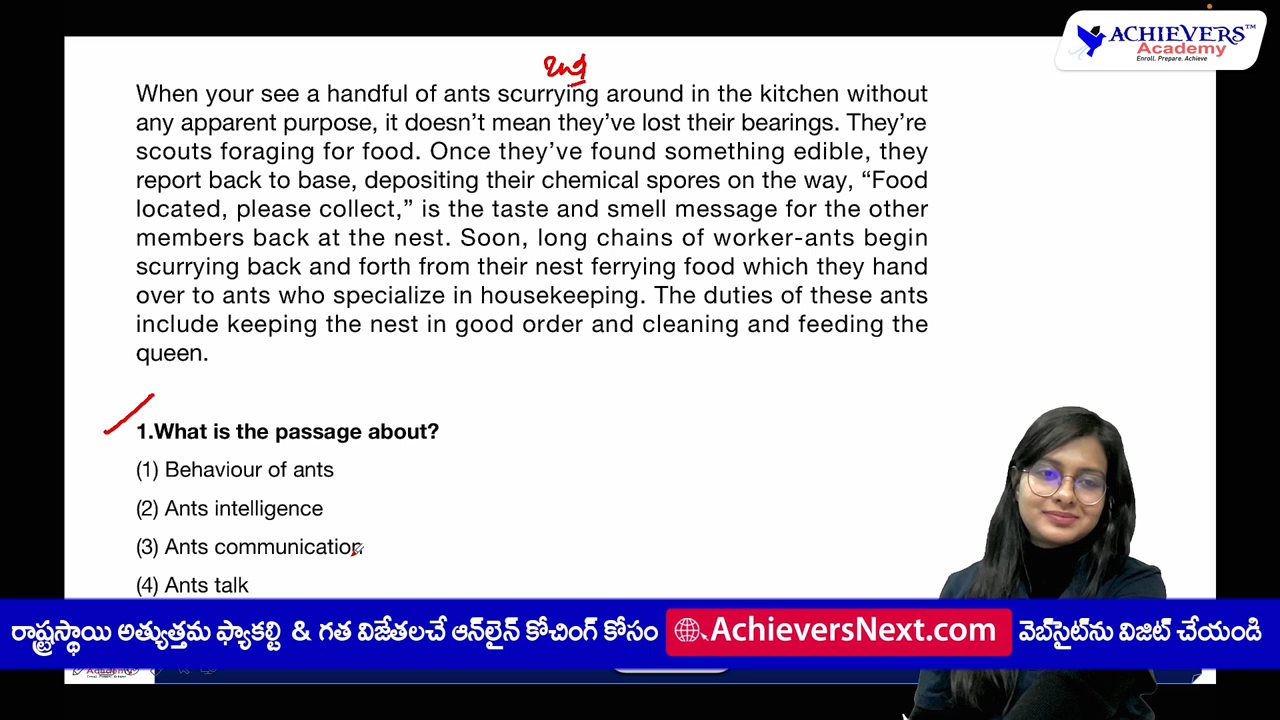 ACHIEVERS™
Academy
Enroll. Prepare. Achieve
2nd
When your see a handful of ants scurrying around in the kitchen without
any apparent purpose, it doesn’t mean they’ve lost their bearings. They’re
scouts foraging for food. Once they’ve found something edible, they
report back to base, depositing their chemical spores on the way, “Food
located, please collect,” is the taste and smell message for the other
members back at the nest. Soon, long chains of worker-ants begin
scurrying back and forth from their nest ferrying food which they hand
over to ants who specialize in housekeeping. The duties of these ants
include keeping the nest in good order and cleaning and feeding the
queen.
1.What is the passage about?
(1) Behaviour of ants
(2) Ants intelligence
(3) Ants communication
(4) Ants talk
రాష్ట్రస్థాయి అత్యుత్తమ ఫ్యాకల్టి & గత విజేతలచే ఆన్‌లైన్ కోచింగ్ కోసం AchieversNext.com వెబ్‌సైట్‌ను విజిట్ చేయండి